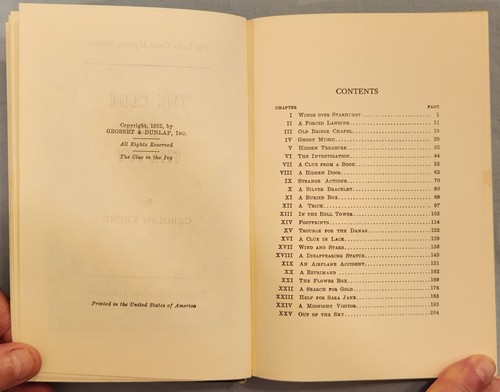 Copyright, 1952, by
GROSSET & DUNLAP, Inc.
All Rights Reserved
The Clue in the Ivy
Printed in the United States of America
CONTENTS
CHAPTER PAGE
I Winds over Starhurst 1
II A Forced Landing 11
III Old Bridge Chapel 19
IV Ghost Music 26
V Hidden Treasures 32
VI The Investigation 44
VII A Clue from a Book 52
VIII A Hidden Door 62
IX Strange Actions 70
X A Silver Bracelet 80
XI A Buried Box 89
XII A Trick 97
XIII In the Bell Tower 105
XIV Footprints 114
XV Trouble for the Danas 123
XVI A Clue in Lace 129
XVII Wind and Stars 136
XVIII A Disappearing Statue 145
XIX An Airplane Accident 151
XX A Reprimand 162
XXI The Flower Box 169
XXII A Search for Gold 176
XXIII Help for Sara Jane 183
XXIV A Midnight Visitor 195
XXV Out of the Sky 204